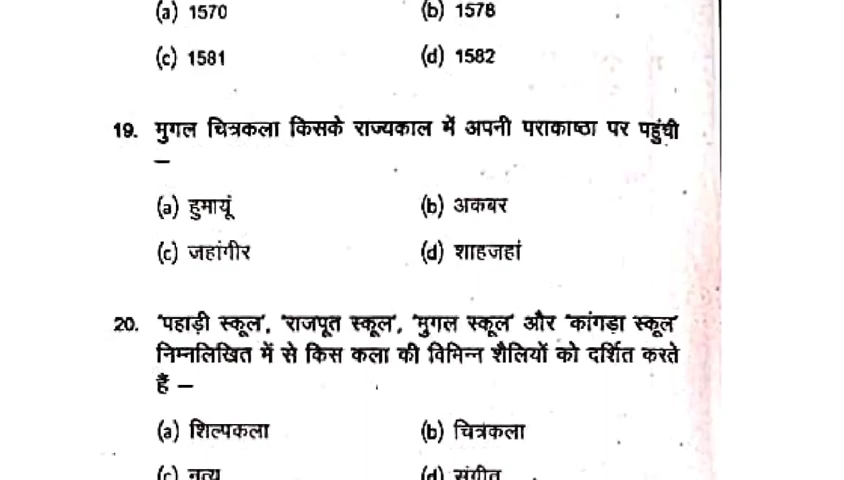 (a) 1570 (b) 1578
(c) 1581 (d) 1582
19. मुगल चित्रकला किसके राज्यकाल में अपनी पराकाष्ठा पर पहुंची
–
(a) हुमायूं (b) अकबर
(c) जहांगीर (d) शाहजहां
20. 'पहाड़ी स्कूल', 'राजपूत स्कूल', 'मुगल स्कूल' और 'कांगड़ा स्कूल'
निम्नलिखित में से किस कला की विभिन्न शैलियों को दर्शित करते
हैं –
(a) शिल्पकला (b) चित्रकला
(c) नृत्य (d) संगीत